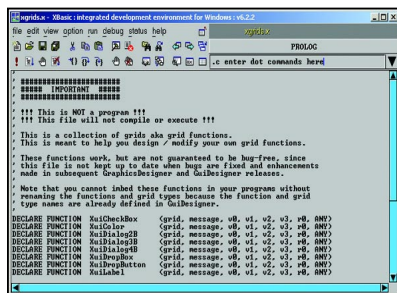 xgrids.x - XBasic : integrated development environment for Windows : v6.2.2
file edit view option run debug status help
xgrids.x
PROLOG
.c enter dot commands here
' ########################
' ##### IMPORTANT #####
' ########################
'
' !!! This is NOT a program !!!
' !!! This file will not compile or execute !!!
'
' This is a collection of grids aka grid functions.
' This is meant to help you design / modify your own grid functions.
'
' These functions work, but are not guaranteed to be bug-free, since
' this file is not kept up to date when bugs are fixed and enhancements
' made in subsequent GraphicsDesigner and GuiDesigner releases.
'
' Note that you cannot imbed these functions in your programs without
' renaming the functions and grid types because the function and grid
' type names are already defined in GuiDesigner.
'
DECLARE FUNCTION XuiCheckBox (grid, message, v0, v1, v2, v3, r0, ANY)
DECLARE FUNCTION XuiColor (grid, message, v0, v1, v2, v3, r0, ANY)
DECLARE FUNCTION XuiDialog2B (grid, message, v0, v1, v2, v3, r0, ANY)
DECLARE FUNCTION XuiDialog3B (grid, message, v0, v1, v2, v3, r0, ANY)
DECLARE FUNCTION XuiDialog4B (grid, message, v0, v1, v2, v3, r0, ANY)
DECLARE FUNCTION XuiDropBox (grid, message, v0, v1, v2, v3, r0, ANY)
DECLARE FUNCTION XuiDropButton (grid, message, v0, v1, v2, v3, r0, ANY)
DECLARE FUNCTION XuiLabel (grid, message, v0, v1, v2, v3, r0, ANY)